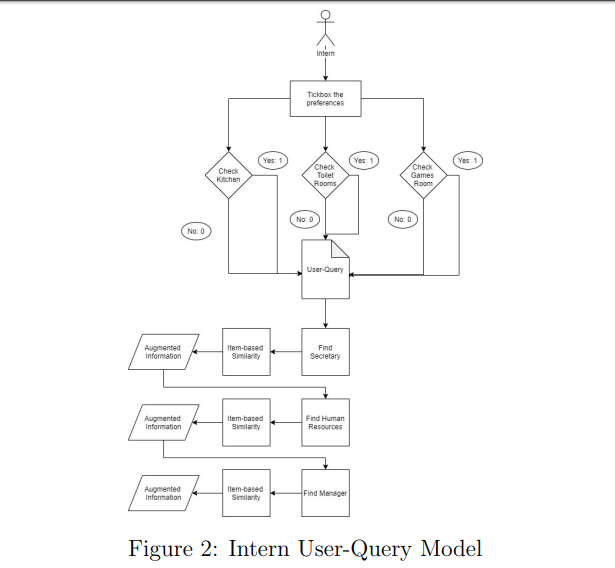 Intern
Tickbox the
preferences
Check
Kitchen
Yes: 1
Check
Toilet
Rooms
Yes: 1
Check
Games
Room
Yes: 1
No: 0
No: 0
No: 0
User-Query
Augmented
Information
Item-based
Similarity
Find
Secretary
Augmented
Information
Item-based
Similarity
Find Human
Resources
Augmented
Information
Item-based
Similarity
Find Manager
Figure 2: Intern User-Query Model